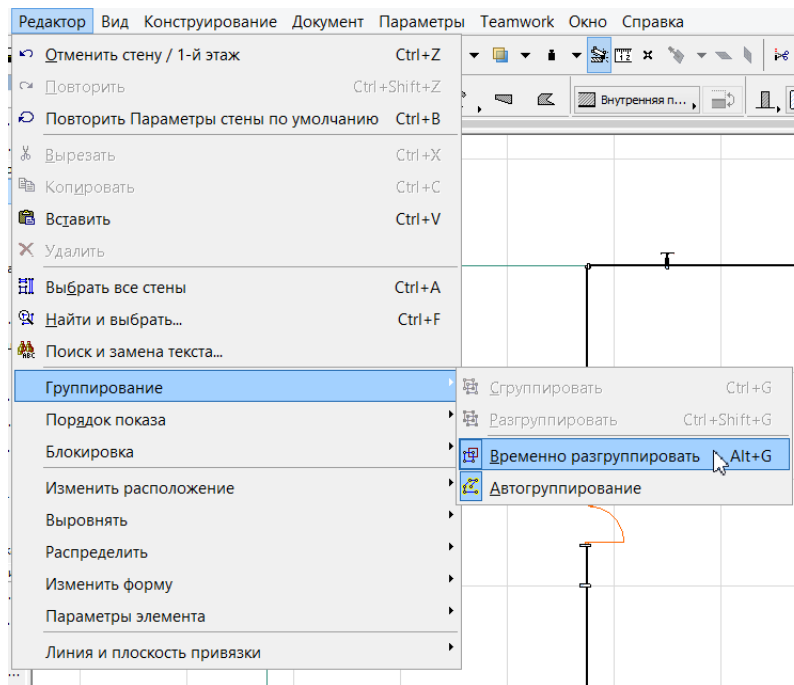 Редактор Вид Конструирование Документ Параметры Teamwork Окно Справка
Отменить стену / 1-й этаж Ctrl+Z
Повторить Ctrl+Shift+Z
Повторить Параметры стены по умолчанию Ctrl+B
Внутренняя п...
Вырезать Ctrl+X
Копировать Ctrl+C
Вставить Ctrl+V
Удалить
Выбрать все стены Ctrl+A
Найти и выбрать... Ctrl+F
Поиск и замена текста...
Группирование
Порядок показа
Блокировка
Изменить расположение
Выровнять
Распределить
Изменить форму
Параметры элемента
Линия и плоскость привязки
Сгруппировать Ctrl+G
Разгруппировать Ctrl+Shift+G
Временно разгруппировать Alt+G
Автогруппирование